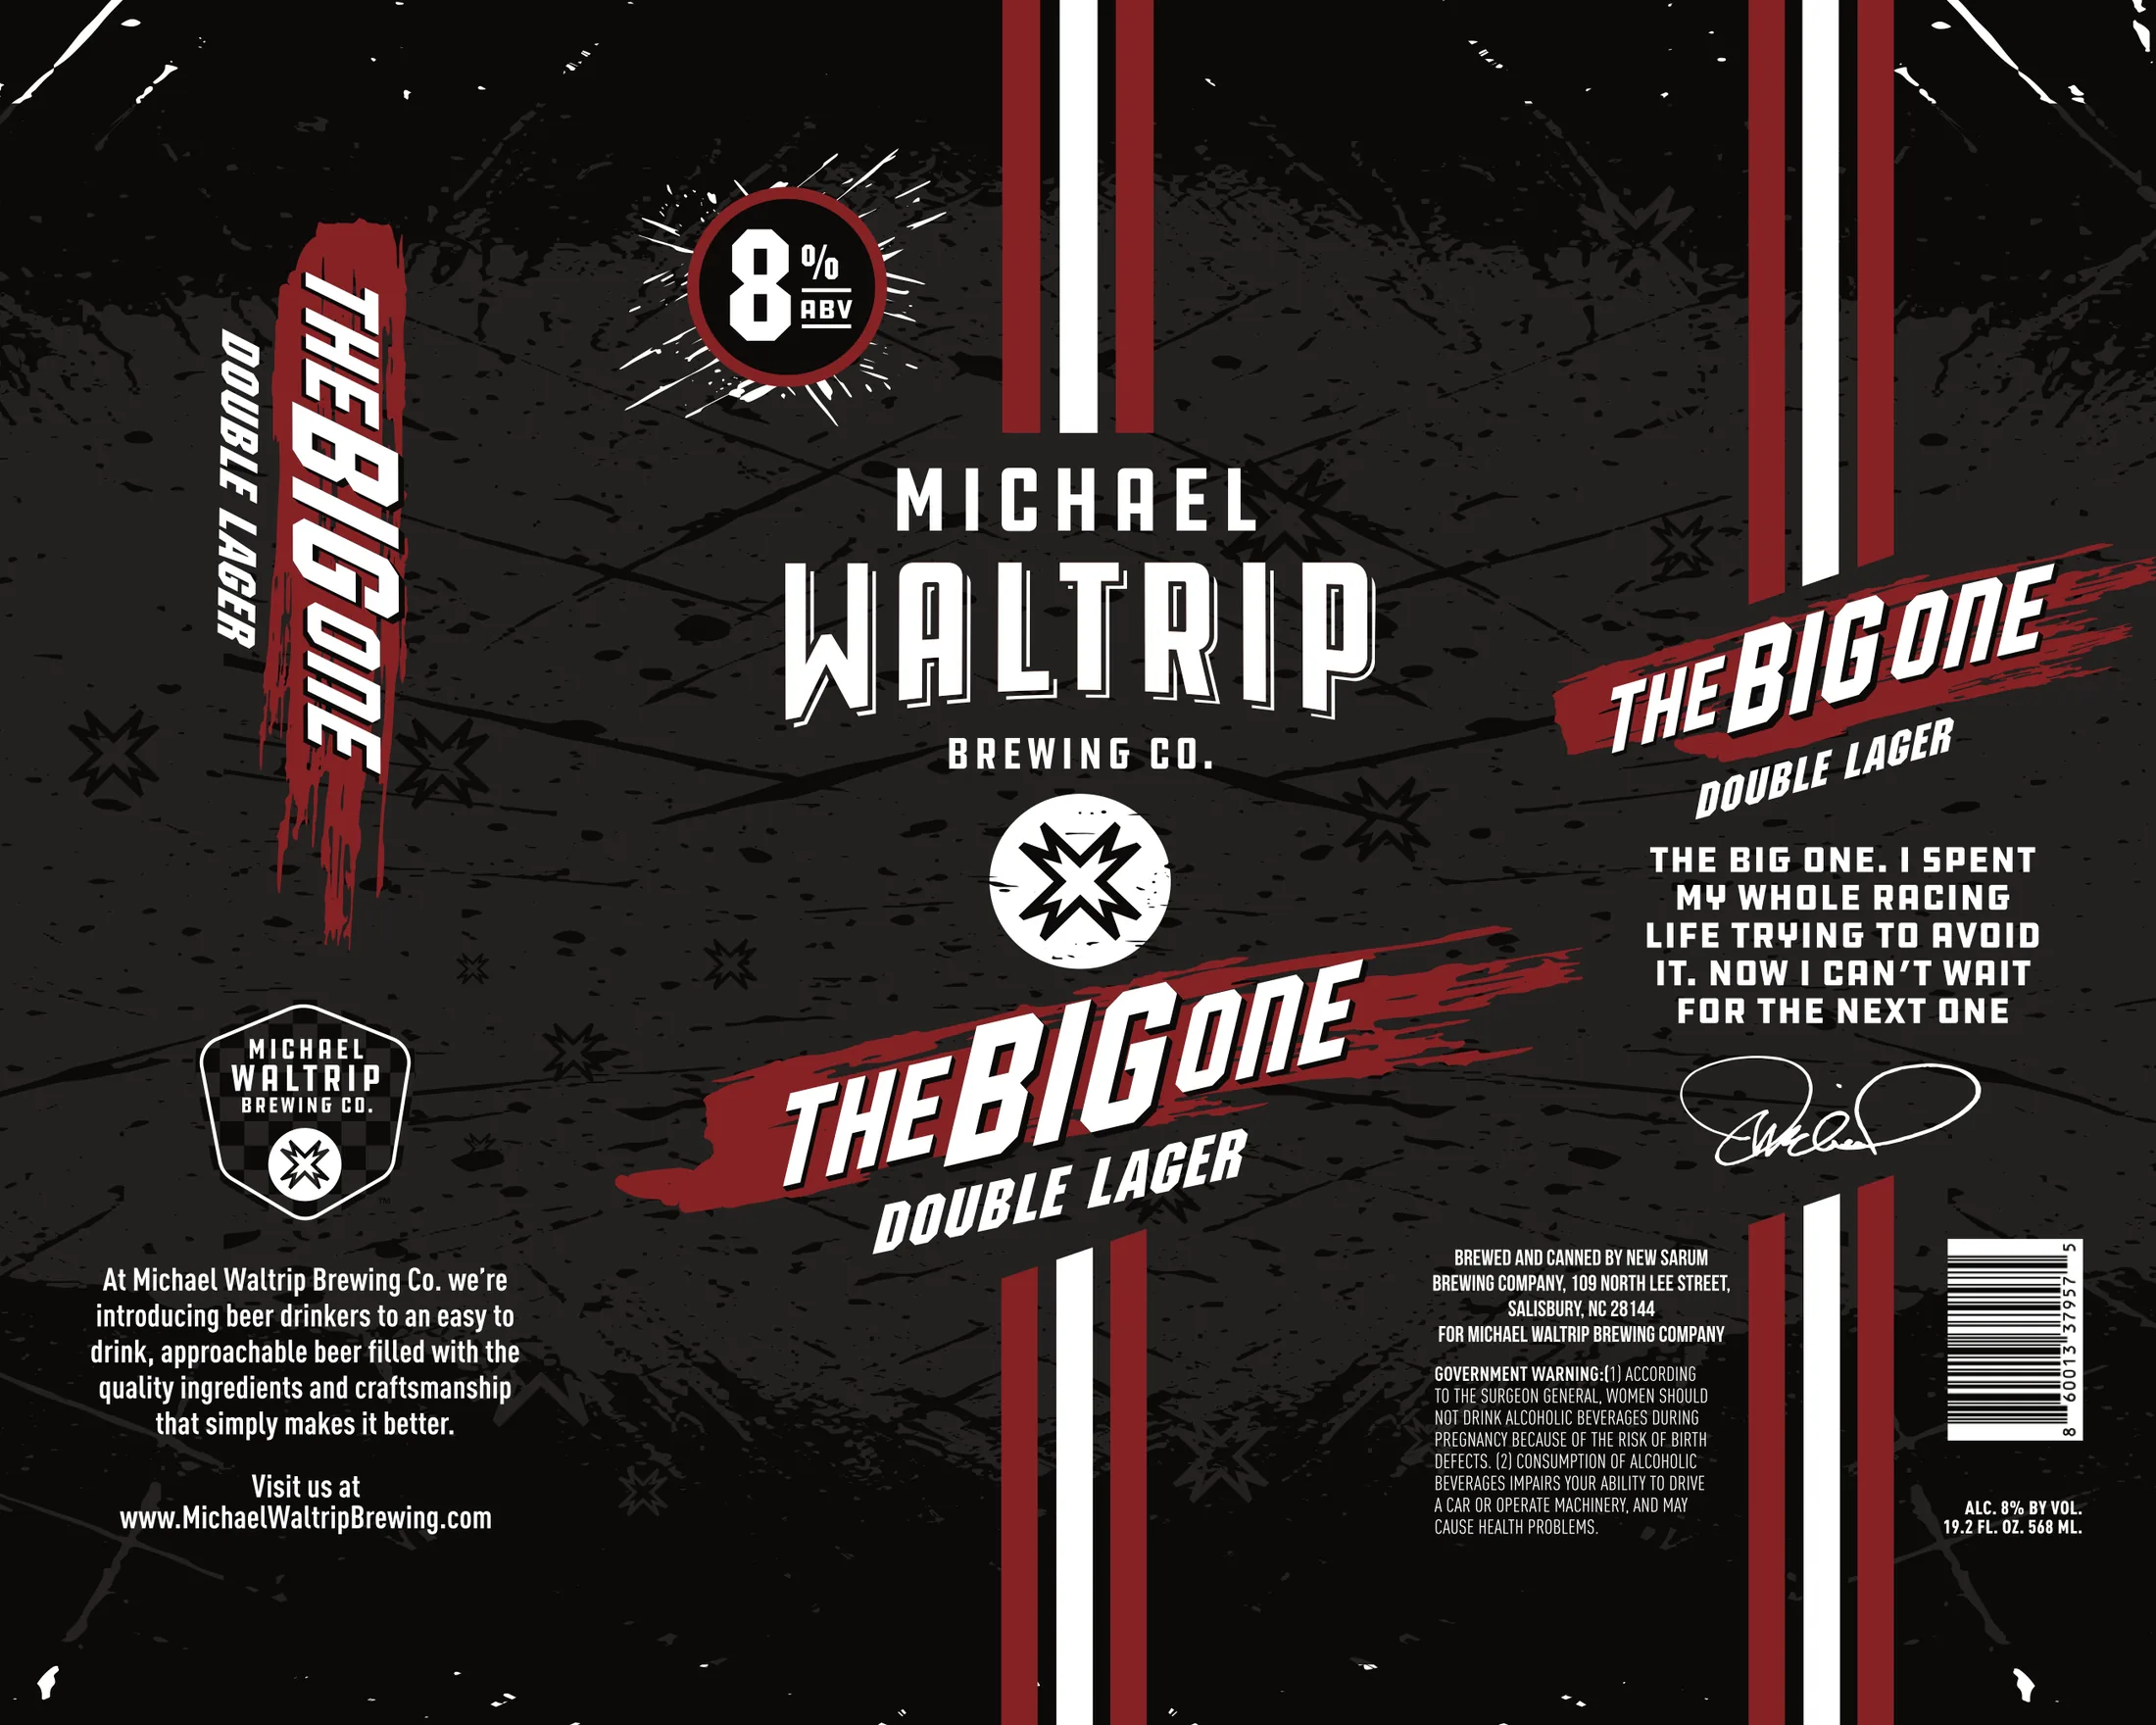 THE BIG ONE
DOUBLE LAGER
MICHAEL
WALTRIP
BREWING CO.
TM
At Michael Waltrip Brewing Co. we're
introducing beer drinkers to an easy to
drink, approachable beer filled with the
quality ingredients and craftsmanship
that simply makes it better.
Visit us at
www.MichaelWaltripBrewing.com
8%
ABV
MICHAEL
WALTRIP
BREWING CO.
THE BIG ONE
DOUBLE LAGER
THE BIG ONE
DOUBLE LAGER
THE BIG ONE. I SPENT
MY WHOLE RACING
LIFE TRYING TO AVOID
IT. NOW I CAN'T WAIT
FOR THE NEXT ONE
BREWED AND CANNED BY NEW SARUM
BREWING COMPANY, 109 NORTH LEE STREET,
SALISBURY, NC 28144
FOR MICHAEL WALTRIP BREWING COMPANY
GOVERNMENT WARNING:(1) ACCORDING
TO THE SURGEON GENERAL, WOMEN SHOULD
NOT DRINK ALCOHOLIC BEVERAGES DURING
PREGNANCY BECAUSE OF THE RISK OF BIRTH
DEFECTS. (2) CONSUMPTION OF ALCOHOLIC
BEVERAGES IMPAIRS YOUR ABILITY TO DRIVE
A CAR OR OPERATE MACHINERY, AND MAY
CAUSE HEALTH PROBLEMS.
8 60013 37957 5
ALC. 8% BY VOL.
19.2 FL. OZ. 568 ML.